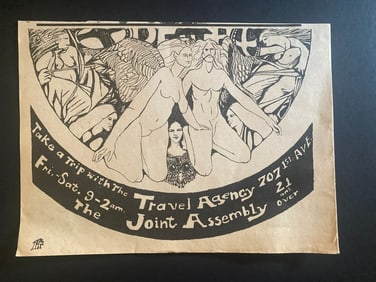 Take a Trip with The Travel Agency 707 1st. Ave.
Fri.-Sat. 9-2am. The Joint Assembly 21 and over